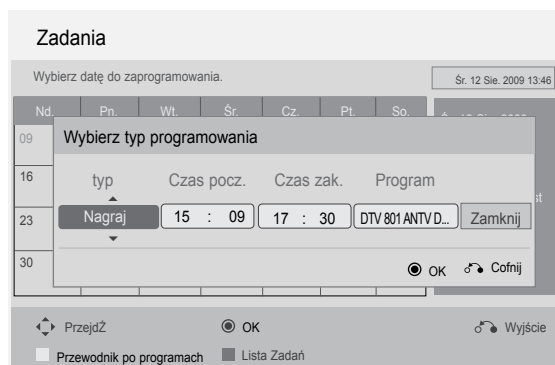 Zadania
Wybierz datę do zaprogramowania.
Śr. 12 Sie. 2009 13:46
Nd. Pn. Wt. Śr. Cz. Pt. So.
09
Wybierz typ programowania
16
typ Czas pocz. Czas zak. Program
23
Nagraj 15 : 09 17 : 30 DTV 801 ANTV D... Zamknij
30
OK Cofnij
PrzejdŹ OK Wyjście
Przewodnik po programach Lista Zadań